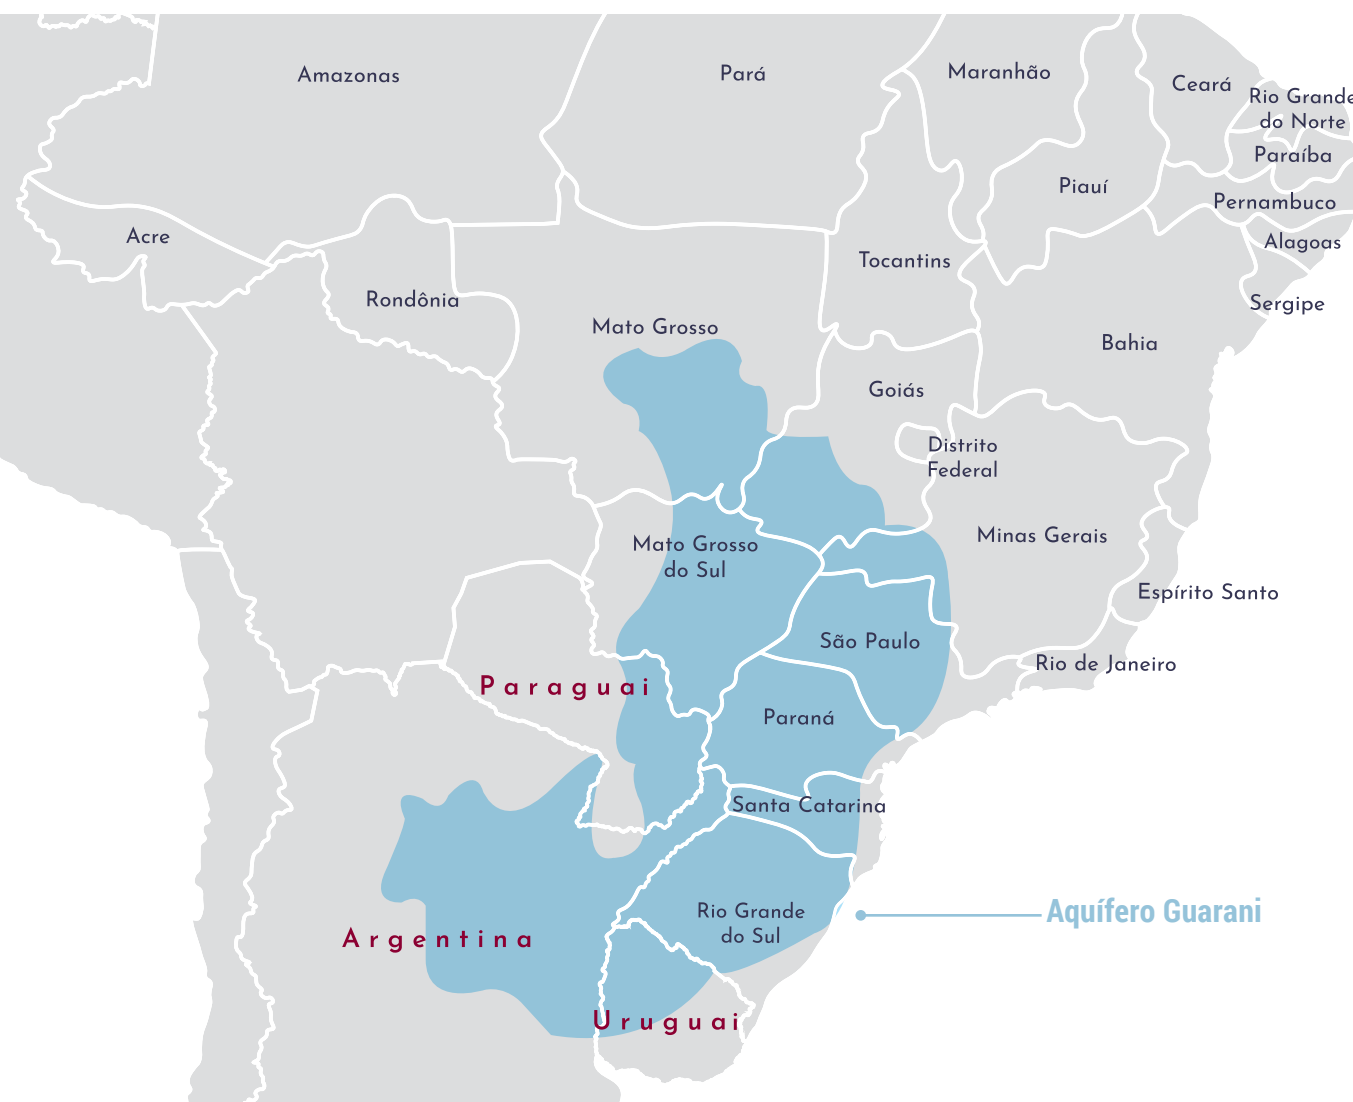 Amazonas
Pará
Maranhão
Ceará
Rio Grande
do Norte
Paraíba
Piauí
Pernambuco
Acre
Alagoas
Tocantins
Rondônia
Sergipe
Mato Grosso
Bahia
Goiás
Distrito
Federal
Minas Gerais
Mato Grosso
do Sul
Espírito Santo
São Paulo
Rio de Janeiro
Paraguai
Paraná
Santa Catarina
Rio Grande
do Sul
Aquífero Guarani
Argentina
Uruguai